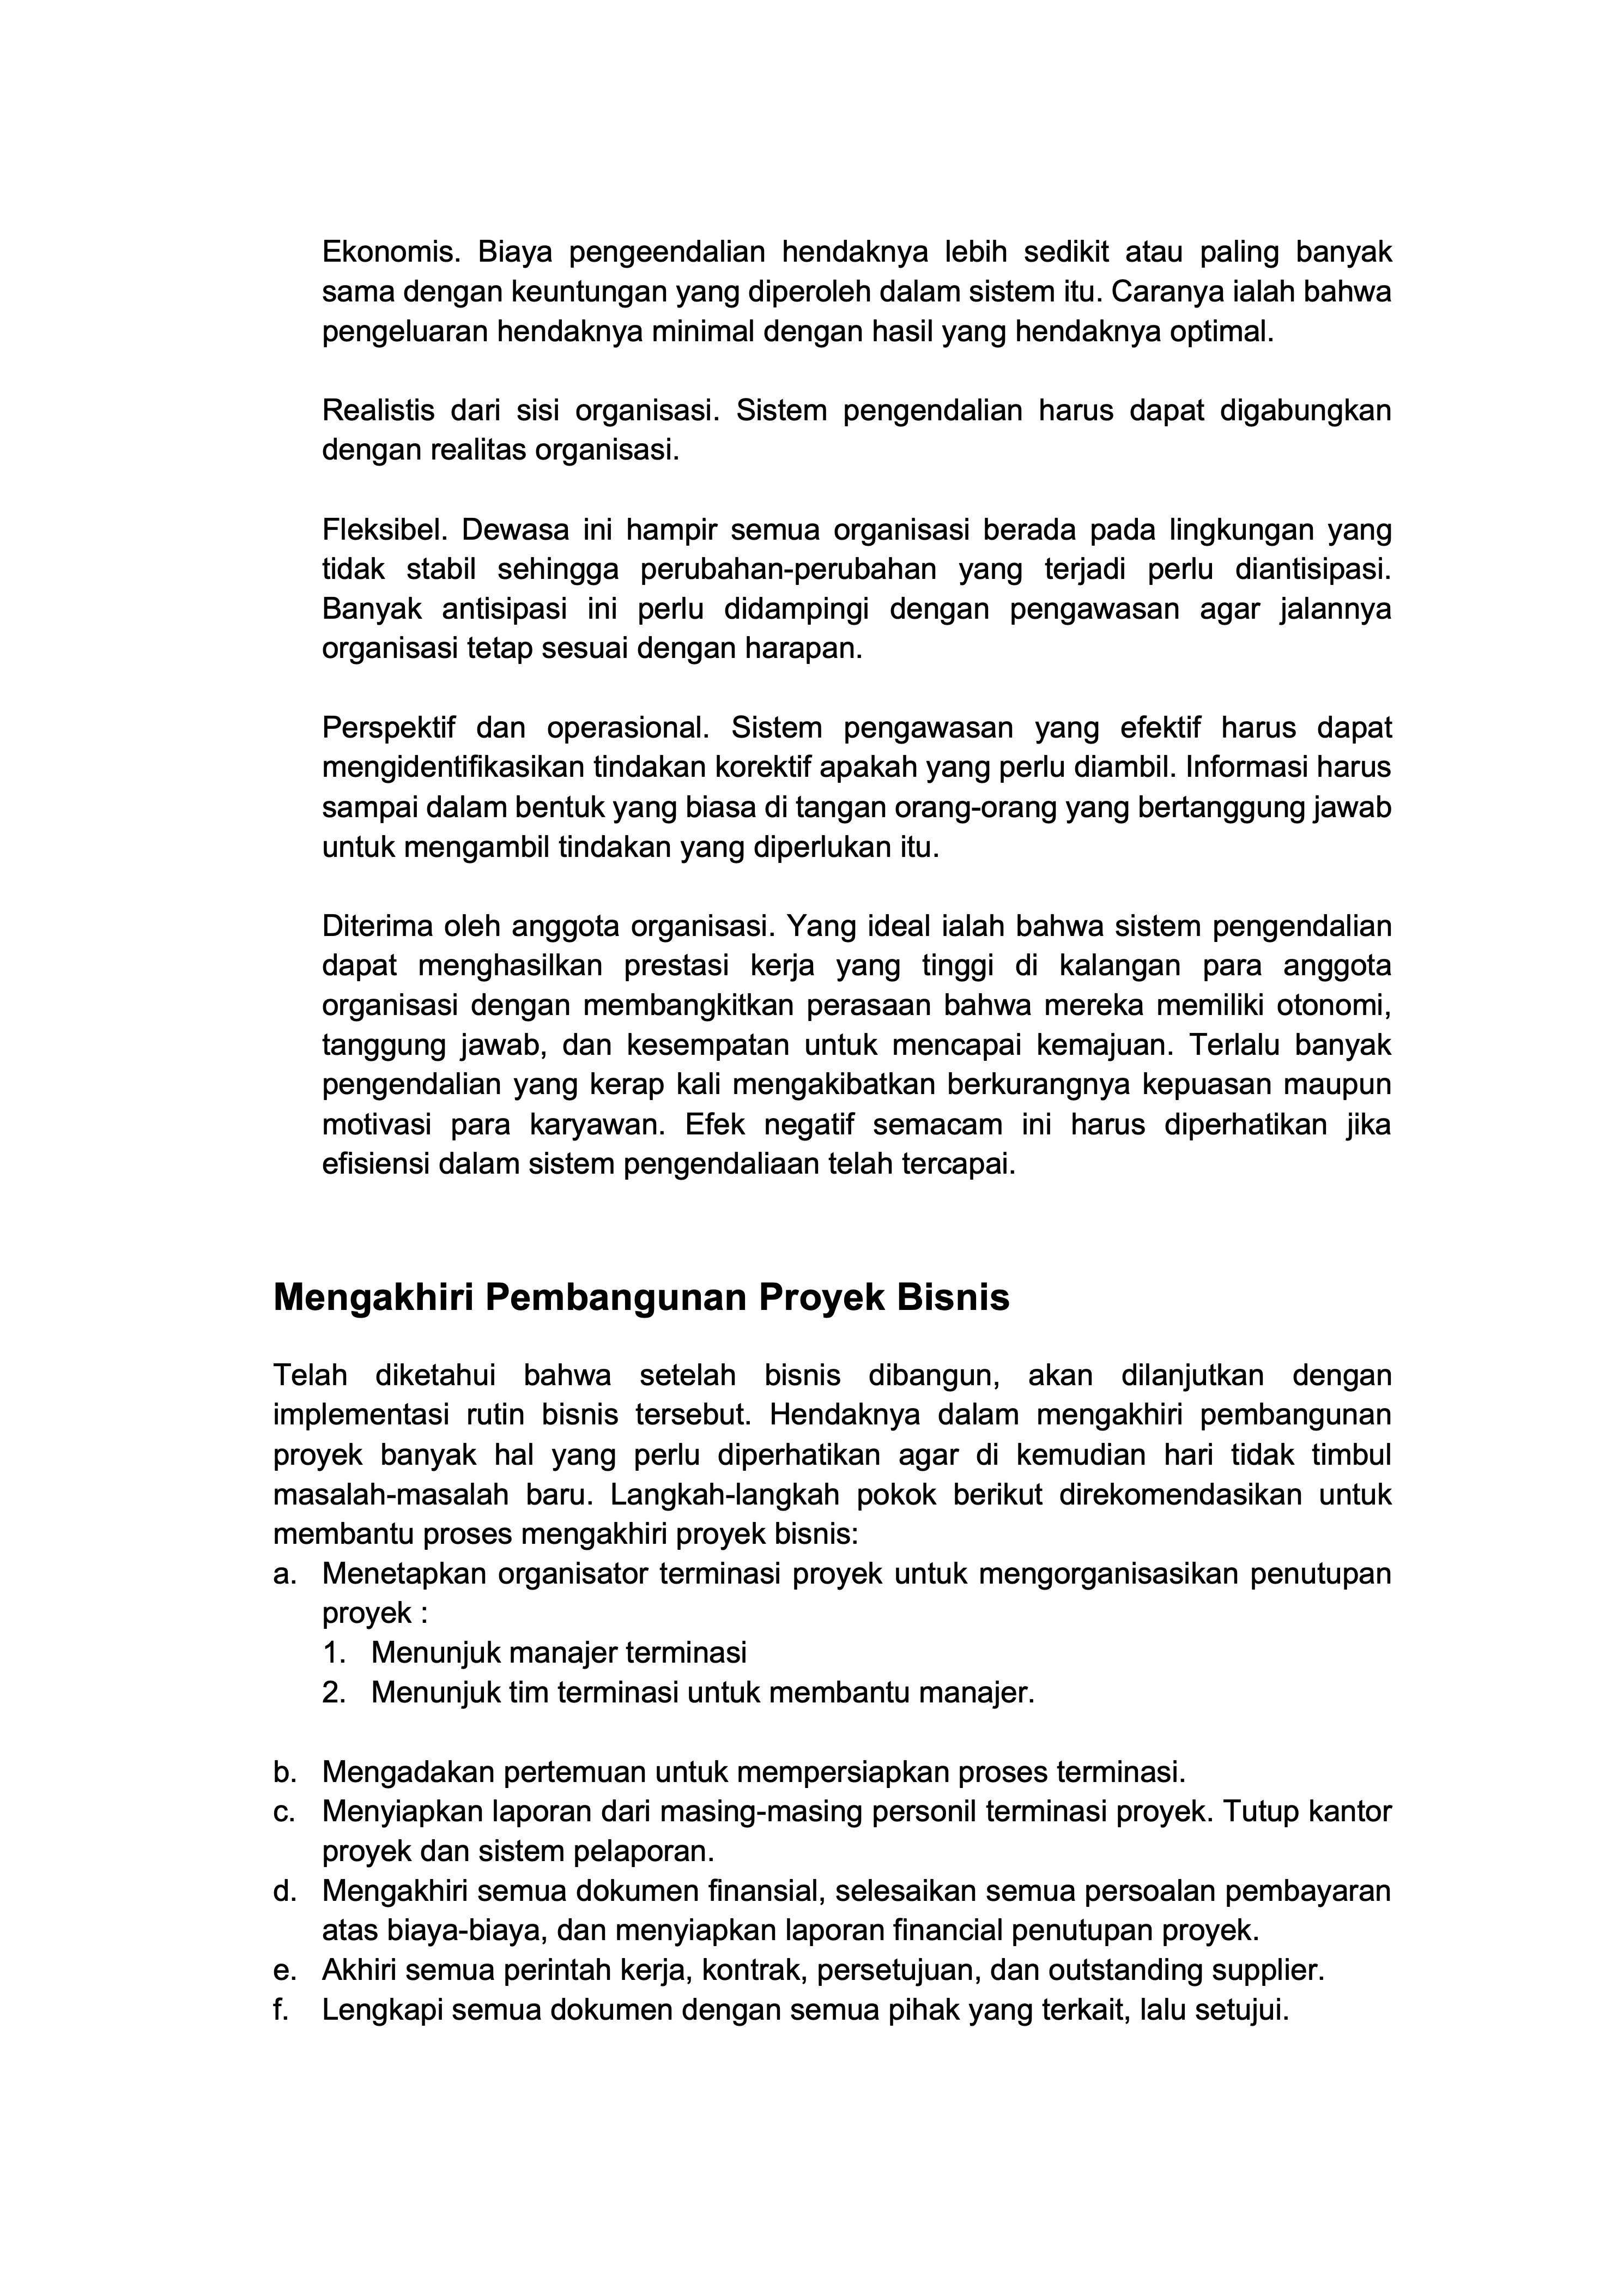 Ekonomis. Biaya pengeendalian hendaknya lebih sedikit atau paling banyak
sama dengan keuntungan yang diperoleh dalam sistem itu. Caranya ialah bahwa
pengeluaran hendaknya minimal dengan hasil yang hendaknya optimal.
Realistis dari sisi organisasi. Sistem pengendalian harus dapat digabungkan
dengan realitas organisasi.
Fleksibel. Dewasa ini hampir semua organisasi berada pada lingkungan yang
tidak stabil sehingga perubahan-perubahan yang terjadi perlu diantisipasi.
Banyak antisipasi ini perlu didampingi dengan pengawasan agar jalannya
organisasi tetap sesuai dengan harapan.
Perspektif dan operasional. Sistem pengawasan yang efektif harus dapat
mengidentifikasikan tindakan korektif apakah yang perlu diambil. Informasi harus
sampai dalam bentuk yang biasa di tangan orang-orang yang bertanggung jawab
untuk mengambil tindakan yang diperlukan itu.
Diterima oleh anggota organisasi. Yang ideal ialah bahwa sistem pengendalian
dapat menghasilkan prestasi kerja yang tinggi di kalangan para anggota
organisasi dengan membangkitkan perasaan bahwa mereka memiliki otonomi,
tanggung jawab, dan kesempatan untuk mencapai kemajuan. Terlalu banyak
pengendalian yang kerap kali mengakibatkan berkurangnya kepuasan maupun
motivasi para karyawan. Efek negatif semacam ini harus diperhatikan jika
efisiensi dalam sistem pengendaliaan telah tercapai.
Mengakhiri Pembangunan Proyek Bisnis
Telah diketahui bahwa setelah bisnis dibangun, akan dilanjutkan dengan
implementasi rutin bisnis tersebut. Hendaknya dalam mengakhiri pembangunan
proyek banyak hal yang perlu diperhatikan agar di kemudian hari tidak timbul
masalah-masalah baru. Langkah-langkah pokok berikut direkomendasikan untuk
membantu proses mengakhiri proyek bisnis:
a. Menetapkan organisator terminasi proyek untuk mengorganisasikan penutupan
proyek :
1. Menunjuk manajer terminasi
2. Menunjuk tim terminasi untuk membantu manajer.
b. Mengadakan pertemuan untuk mempersiapkan proses terminasi.
c. Menyiapkan laporan dari masing-masing personil terminasi proyek. Tutup kantor
proyek dan sistem pelaporan.
d. Mengakhiri semua dokumen finansial, selesaikan semua persoalan pembayaran
atas biaya-biaya, dan menyiapkan laporan financial penutupan proyek.
e. Akhiri semua perintah kerja, kontrak, persetujuan, dan outstanding supplier.
f. Lengkapi semua dokumen dengan semua pihak yang terkait, lalu setujui.